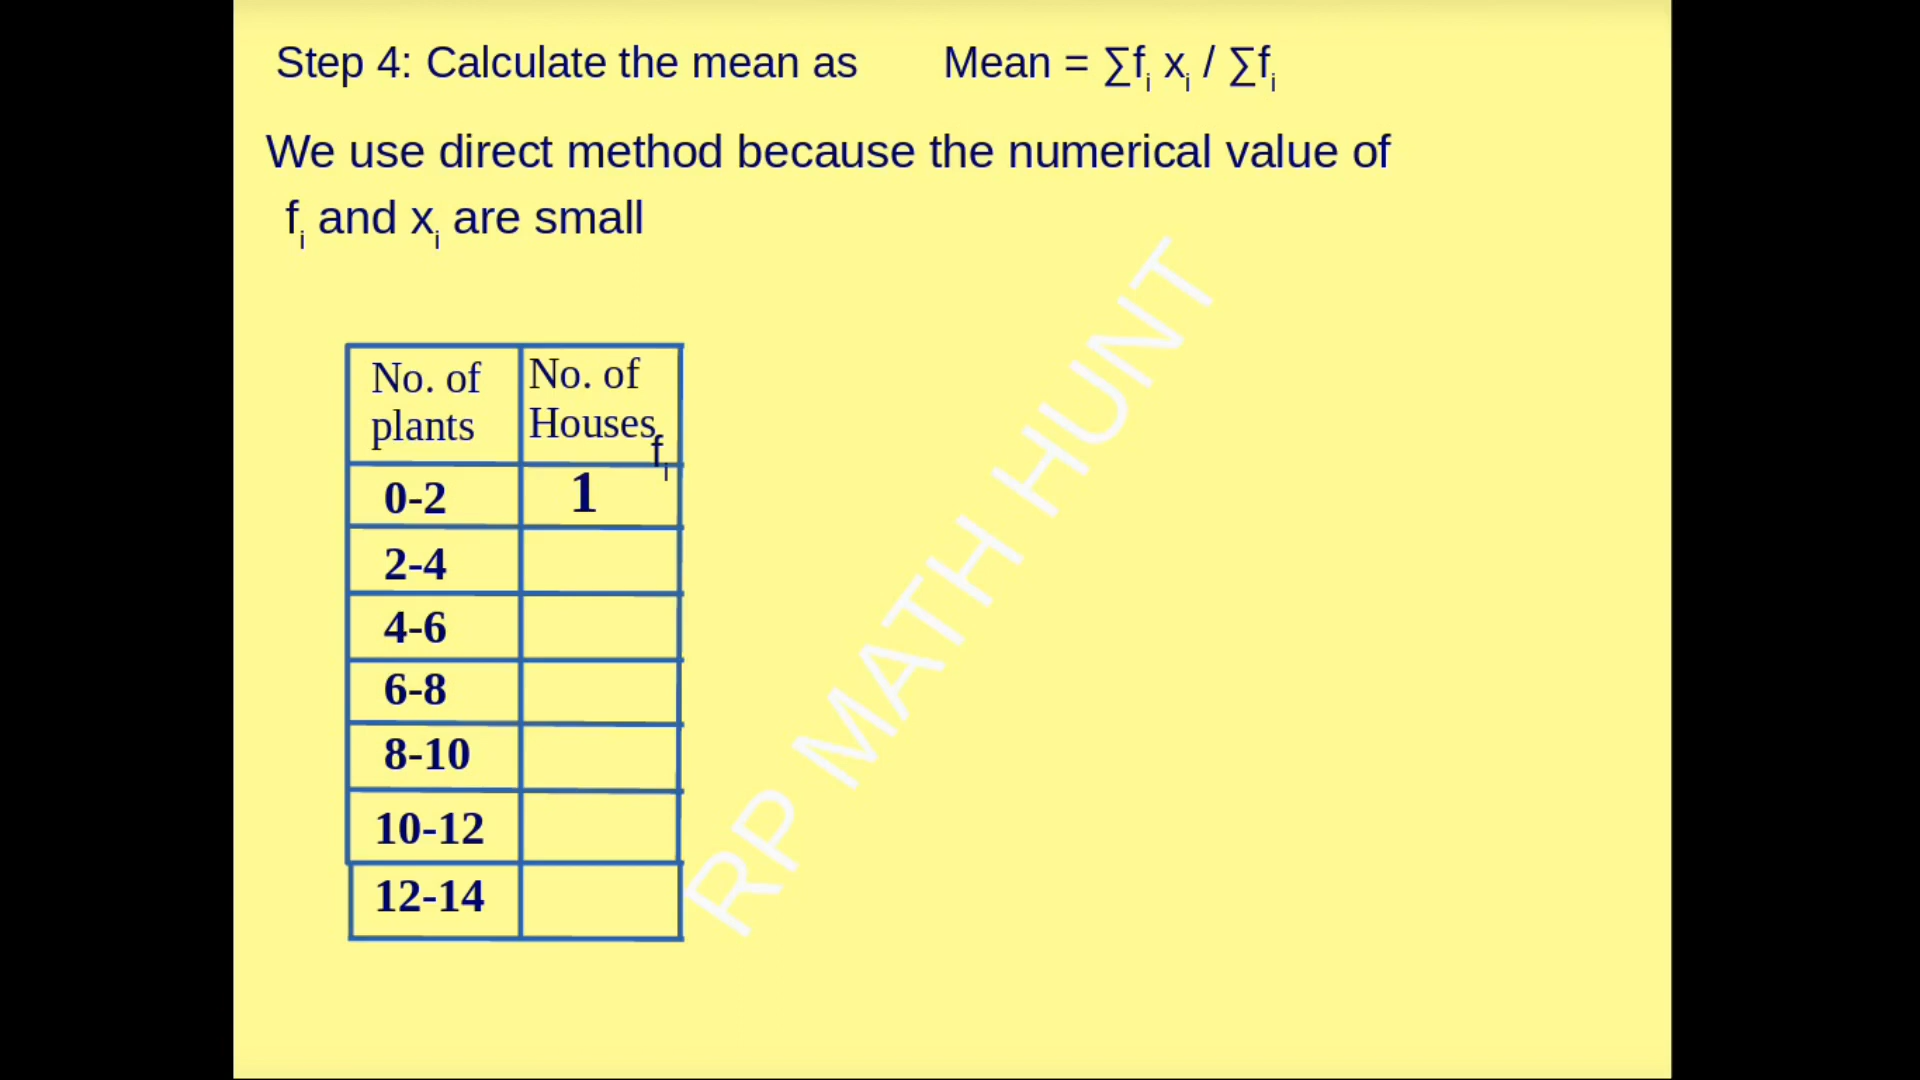 Step 4: Calculate the mean as Mean = ∑fi xi / ∑fi
We use direct method because the numerical value of
fi and xi are small
No. of plants No. of Houses fi
0-2 1
2-4
4-6
6-8
8-10
10-12
12-14
RP MATH HUNT